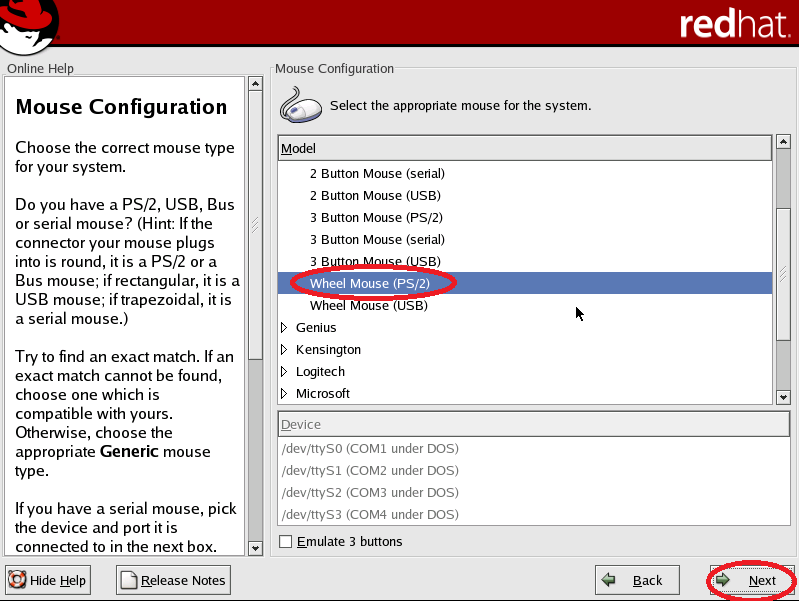 redhat.
Online Help
Mouse Configuration
Choose the correct mouse type
for your system.
Do you have a PS/2, USB, Bus
or serial mouse? (Hint: If the
connector your mouse plugs
into is round, it is a PS/2 or a
Bus mouse; if rectangular, it is a
USB mouse; if trapezoidal, it is
a serial mouse.)
Try to find an exact match. If an
exact match cannot be found,
choose one which is
compatible with yours.
Otherwise, choose the
appropriate Generic mouse
type.
If you have a serial mouse, pick
the device and port it is
connected to in the next box.
Mouse Configuration
Select the appropriate mouse for the system.
Model
2 Button Mouse (serial)
2 Button Mouse (USB)
3 Button Mouse (PS/2)
3 Button Mouse (serial)
3 Button Mouse (USB)
Wheel Mouse (PS/2)
Wheel Mouse (USB)
Genius
Kensington
Logitech
Microsoft
Device
/dev/ttyS0 (COM1 under DOS)
/dev/ttyS1 (COM2 under DOS)
/dev/ttyS2 (COM3 under DOS)
/dev/ttyS3 (COM4 under DOS)
Emulate 3 buttons
Hide Help
Release Notes
Back
Next